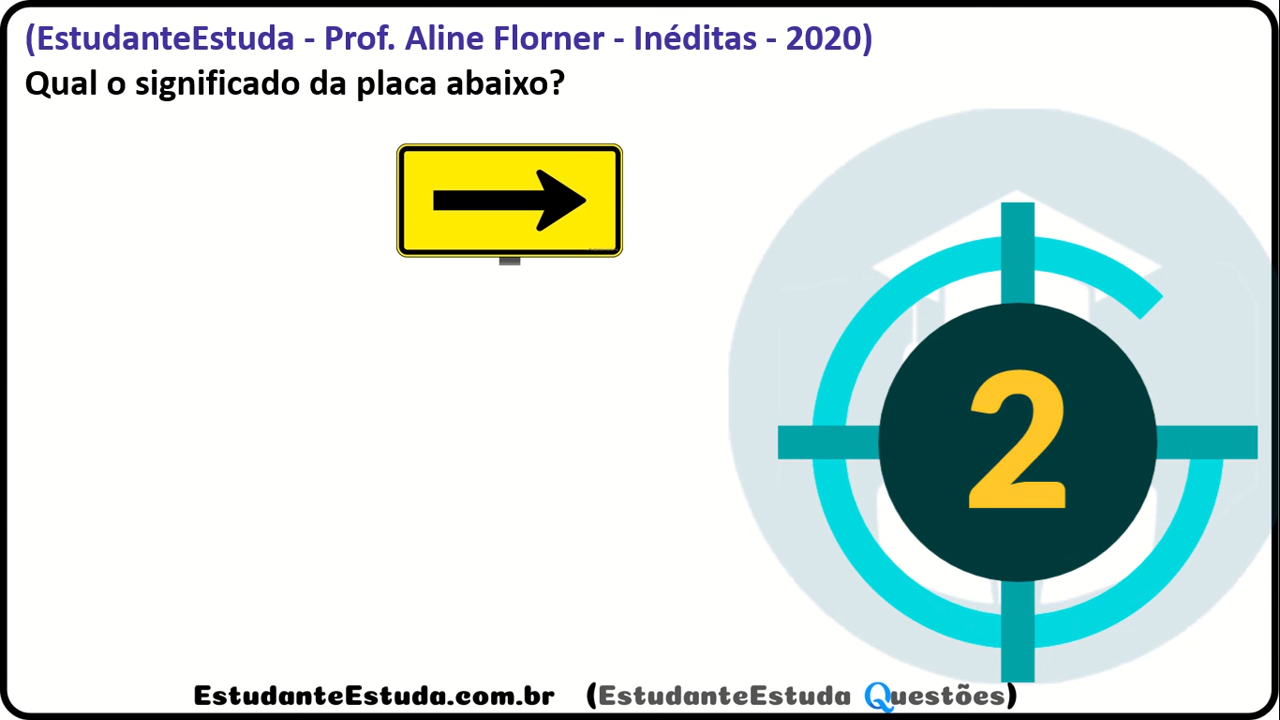 (EstudanteEstuda - Prof. Aline Florner - Inéditas - 2020)
Qual o significado da placa abaixo?
2
EstudanteEstuda.com.br (EstudanteEstuda Questões)